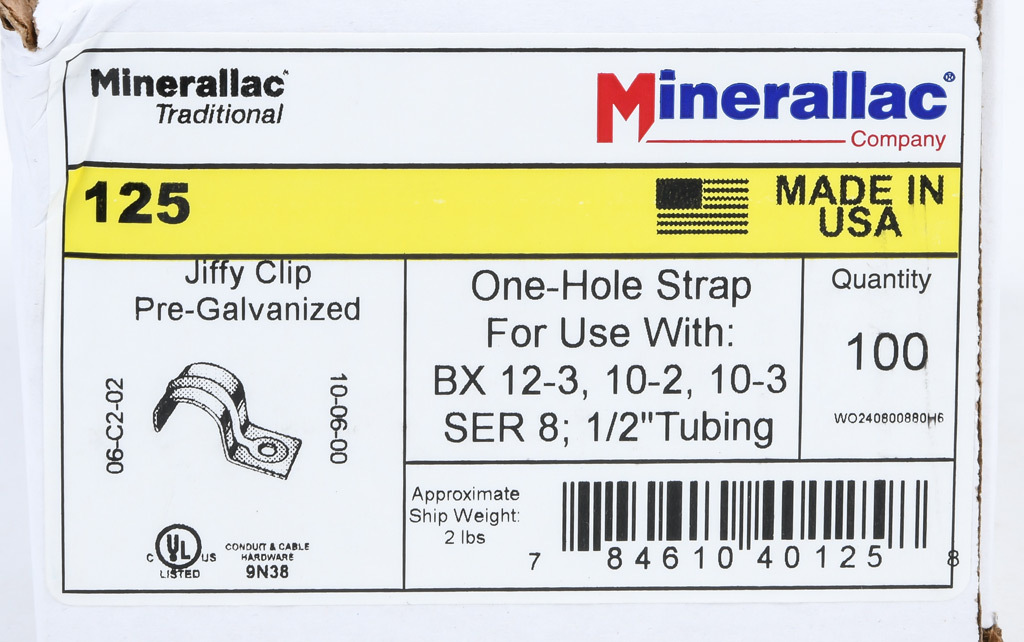 Minerallac
Traditional
Minerallac®
Company
125
MADE IN
USA
Jiffy Clip
Pre-Galvanized
06-C2-02
10-06-00
C UL US
LISTED
CONDUIT & CABLE
HARDWARE
9N38
One-Hole Strap
For Use With:
BX 12-3, 10-2, 10-3
SER 8; 1/2"Tubing
Quantity
100
WO240800880H6
Approximate
Ship Weight:
2 lbs
7 84610 40125 8